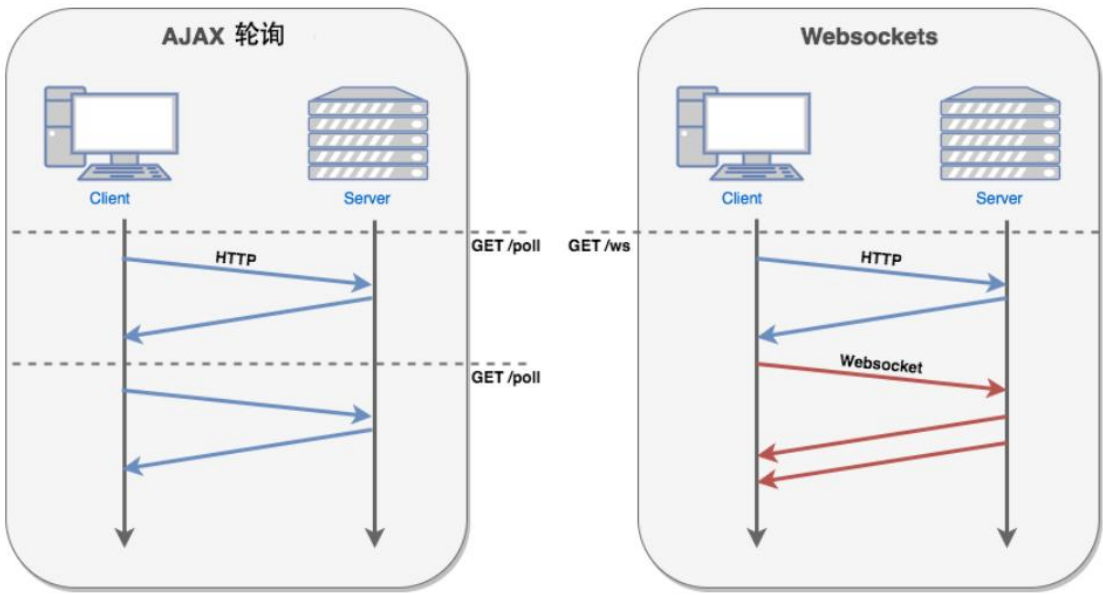 AJAX 轮询
Client
Server
GET /poll
HTTP
GET /poll
Websockets
Client
Server
GET /ws
HTTP
Websocket